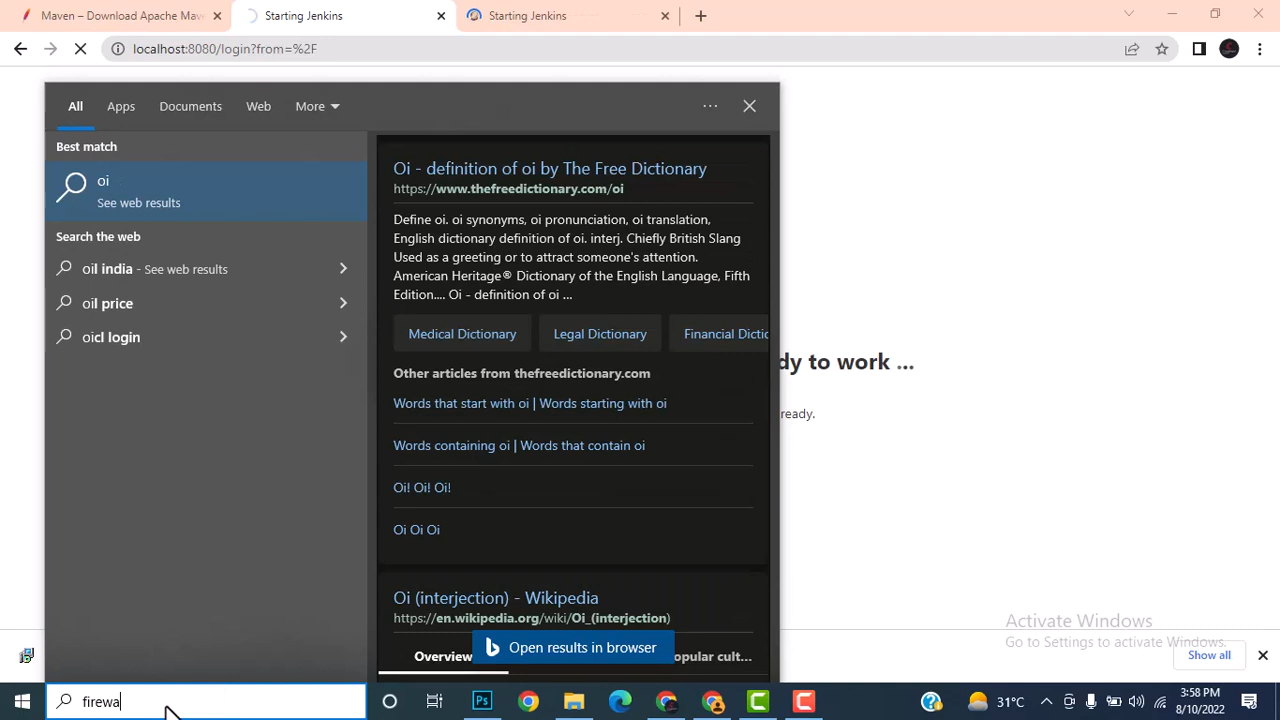 Maven – Download Apache Mav
Starting Jenkins
Starting Jenkins
localhost:8080/login?from=%2F
All
Apps
Documents
Web
More
Best match
oi
See web results
Search the web
oil india - See web results
oil price
oicl login
Oi - definition of oi by The Free Dictionary
https://www.thefreedictionary.com/oi
Define oi. oi synonyms, oi pronunciation, oi translation,
English dictionary definition of oi. interj. Chiefly British Slang
Used as a greeting or to attract someone's attention.
American Heritage® Dictionary of the English Language, Fifth
Edition.... Oi - definition of oi ...
Medical Dictionary
Legal Dictionary
Financial Dictic
Other articles from thefreedictionary.com
Words that start with oi | Words starting with oi
Words containing oi | Words that contain oi
Oi! Oi! Oi!
Oi Oi Oi
Oi (interjection) - Wikipedia
https://en.wikipedia.org/wiki/Oi_(interjection)
Overview
opular cult...
Open results in browser
dy to work ...
ready.
Activate Windows
Go to Settings to activate Windows.
Show all
firewa
31°C
3:58 PM
8/10/2022